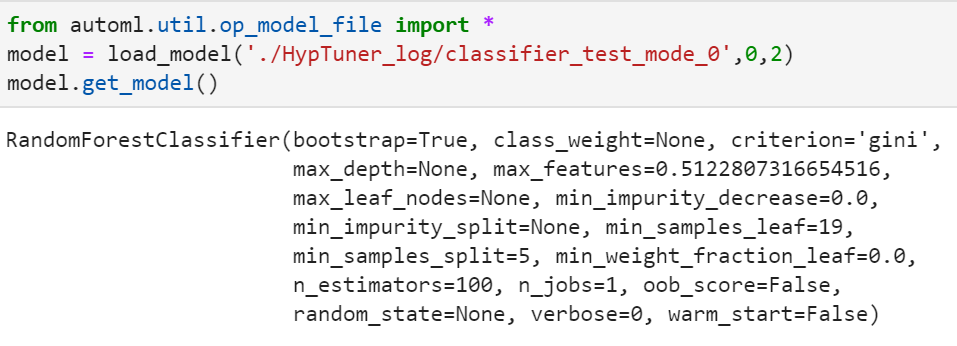 from automl.util.op_model_file import *
model = load_model('./HypTuner_log/classifier_test_mode_0',0,2)
model.get_model()
RandomForestClassifier(bootstrap=True, class_weight=None, criterion='gini',
max_depth=None, max_features=0.5122807316654516,
max_leaf_nodes=None, min_impurity_decrease=0.0,
min_impurity_split=None, min_samples_leaf=19,
min_samples_split=5, min_weight_fraction_leaf=0.0,
n_estimators=100, n_jobs=1, oob_score=False,
random_state=None, verbose=0, warm_start=False)